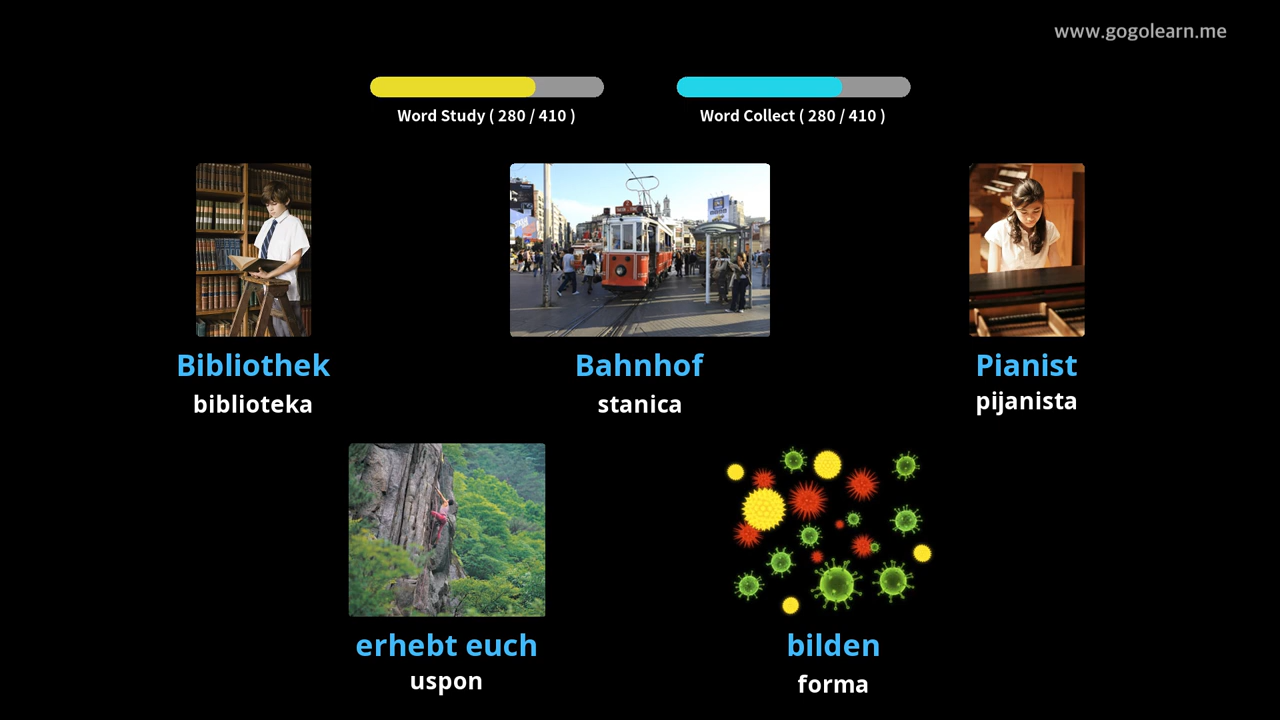 www.gogolearn.me
Word Study ( 280 / 410 )
Word Collect ( 280 / 410 )
Bibliothek
biblioteka
Bahnhof
stanica
Pianist
pijanista
erhebt euch
uspon
bilden
forma